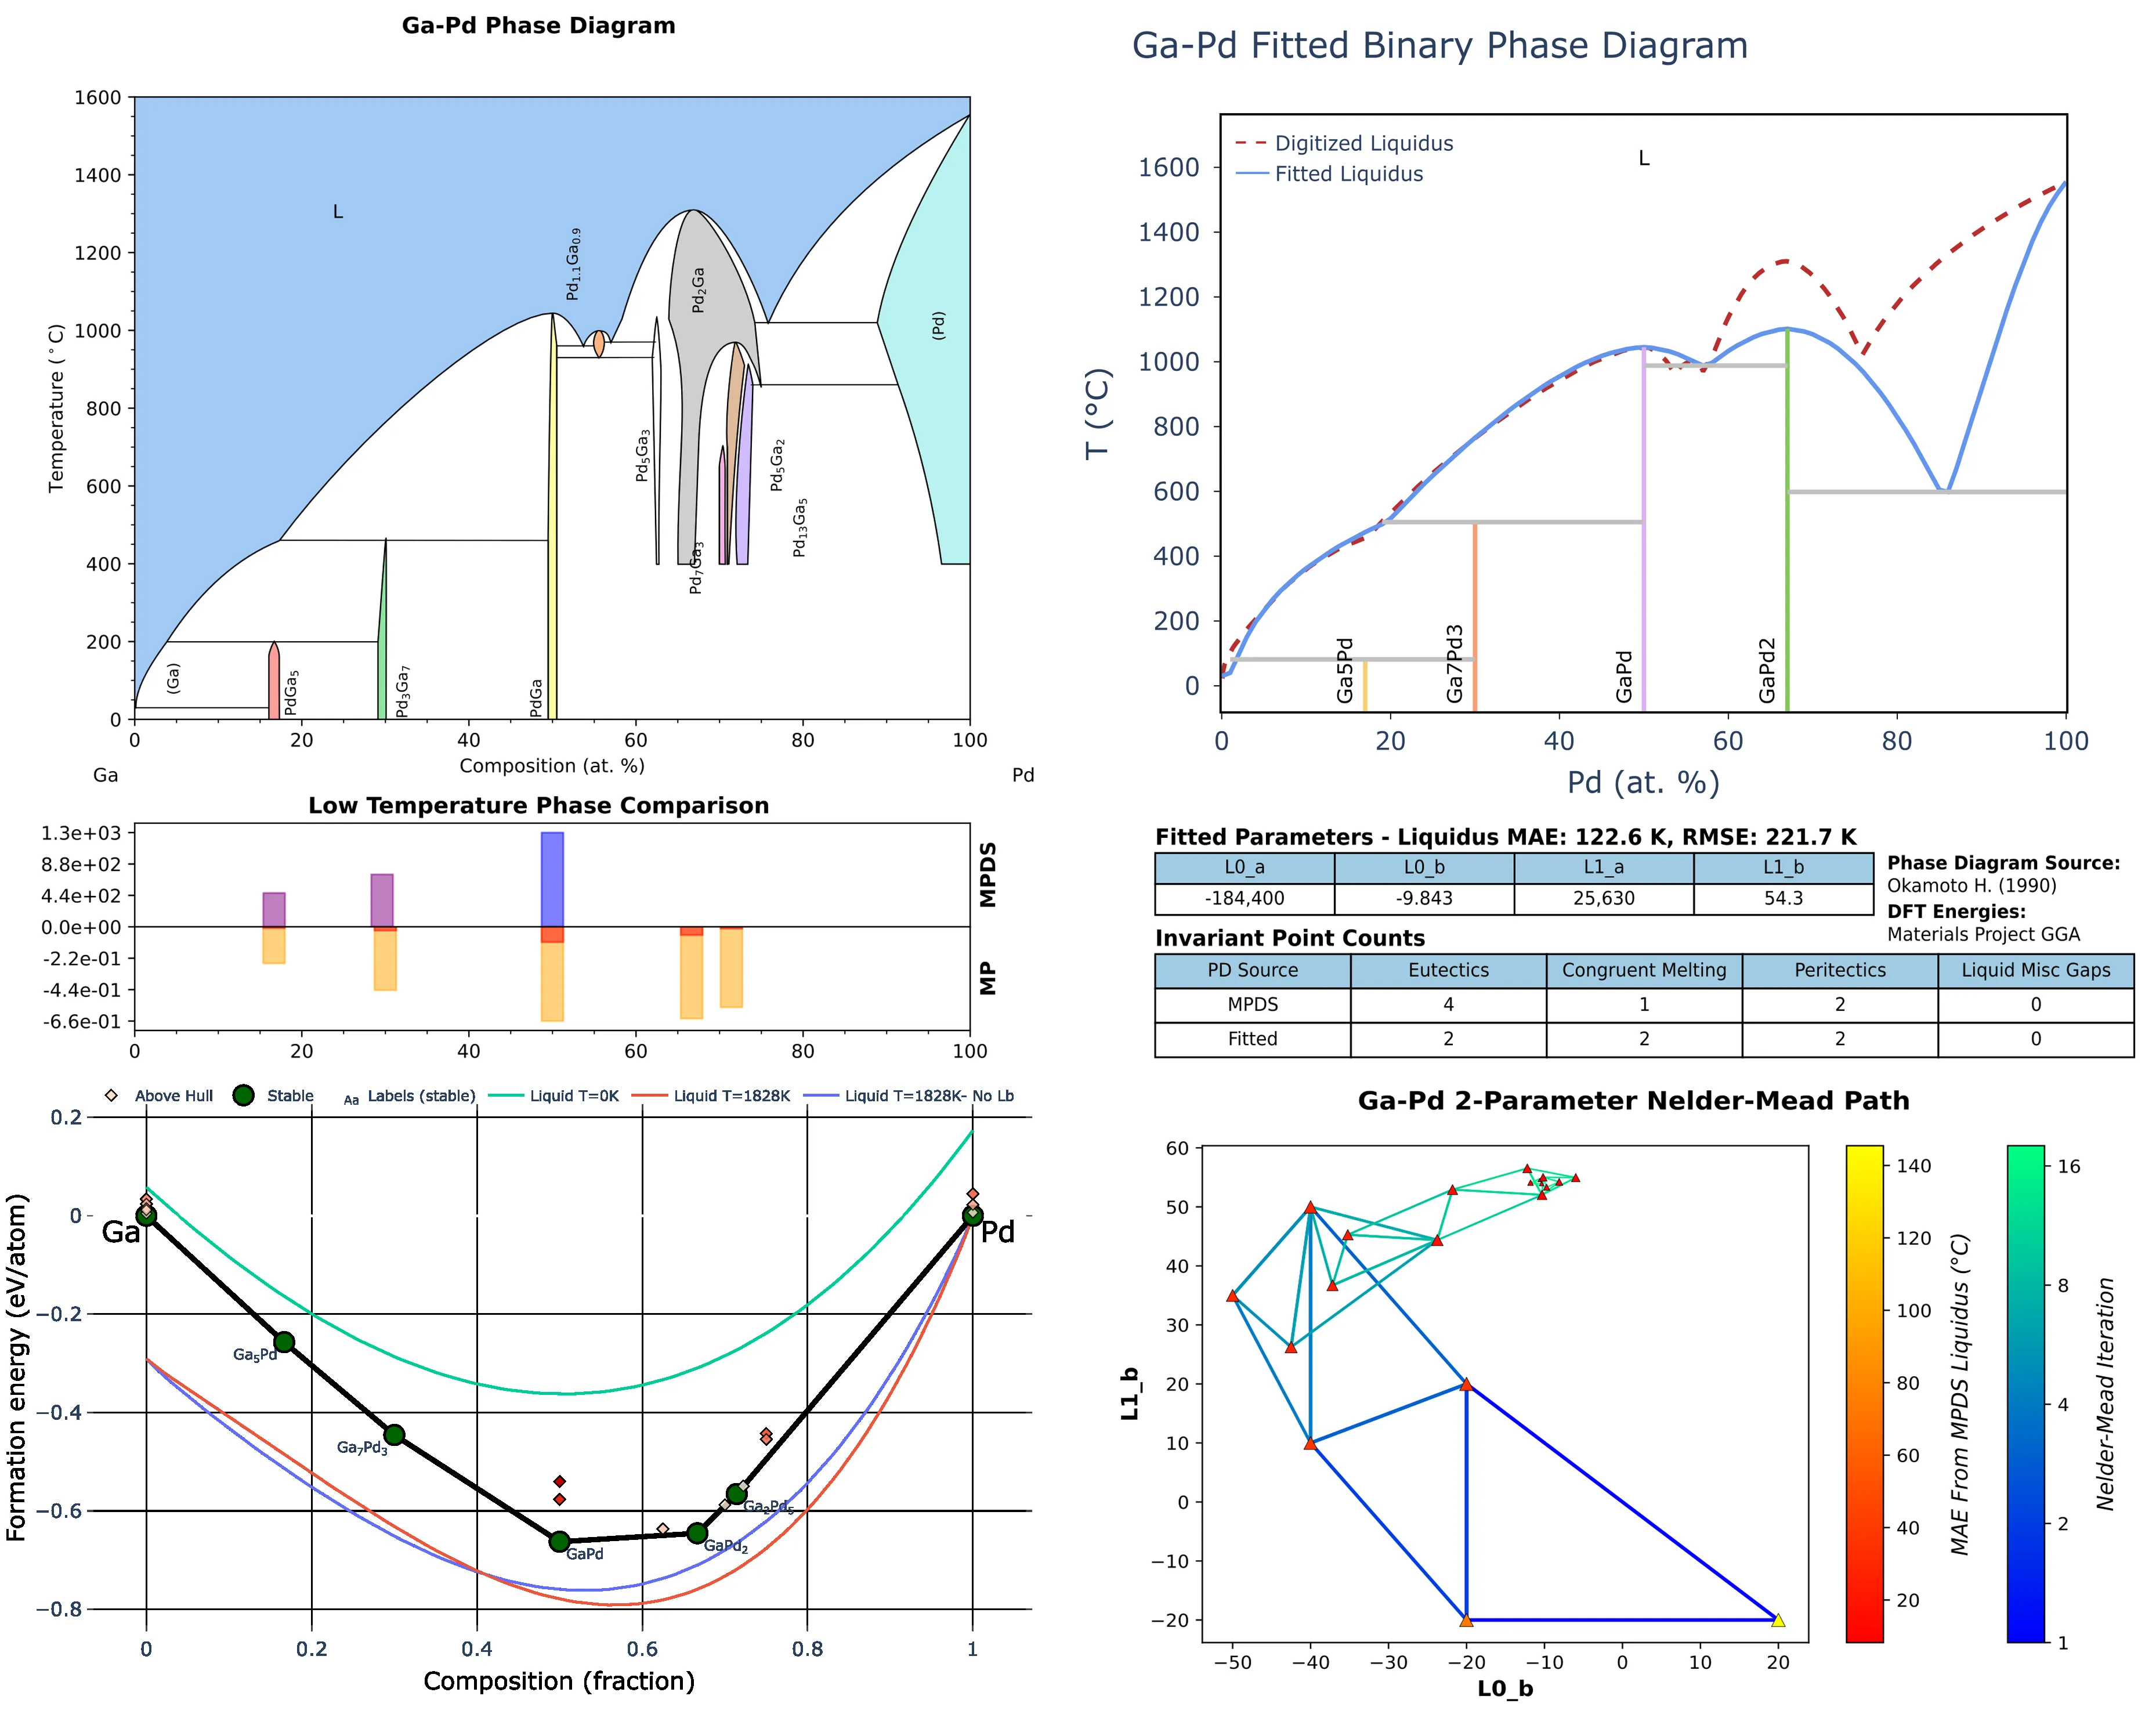 Ga-Pd Phase Diagram
1600
1400
1200
1000
800
600
400
200
0
Temperature (°C)
L
Pd1.1Ga0.9
Pd2Ga
(Pd)
Pd5Ga3
Pd5Ga2
Pd13Ga5
Pd7Ga3
(Ga)
PdGa5
Pd3Ga7
PdGa
0 20 40 60 80 100
Composition (at. %)
Ga Pd
Ga-Pd Fitted Binary Phase Diagram
Digitized Liquidus
Fitted Liquidus
L
1600
1400
1200
1000
800
600
400
200
0
T (°C)
Ga5Pd
Ga7Pd3
GaPd
GaPd2
0 20 40 60 80 100
Pd (at. %)
Low Temperature Phase Comparison
1.3e+03
8.8e+02
4.4e+02
0.0e+00
-2.2e-01
-4.4e-01
-6.6e-01
MPDS
MP
0 20 40 60 80 100
Fitted Parameters - Liquidus MAE: 122.6 K, RMSE: 221.7 K
L0_a L0_b L1_a L1_b
-184,400 -9.843 25,630 54.3
Phase Diagram Source:
Okamoto H. (1990)
DFT Energies:
Materials Project GGA
Invariant Point Counts
PD Source Eutectics Congruent Melting Peritectics Liquid Misc Gaps
MPDS 4 1 2 0
Fitted 2 2 2 0
Above Hull Stable Aa Labels (stable) Liquid T=0K Liquid T=1828K Liquid T=1828K- No Lb
0.2
0
−0.2
−0.4
−0.6
−0.8
Formation energy (eV/atom)
Ga
Pd
Ga5Pd
Ga7Pd3
GaPd
GaPd2
Ga2Pd5
0 0.2 0.4 0.6 0.8 1
Composition (fraction)
Ga-Pd 2-Parameter Nelder-Mead Path
60
50
40
30
20
10
0
−10
−20
L1_b
−50 −40 −30 −20 −10 0 10 20
L0_b
140
120
100
80
60
40
20
MAE From MPDS Liquidus (°C)
16
8
4
2
1
Nelder-Mead Iteration